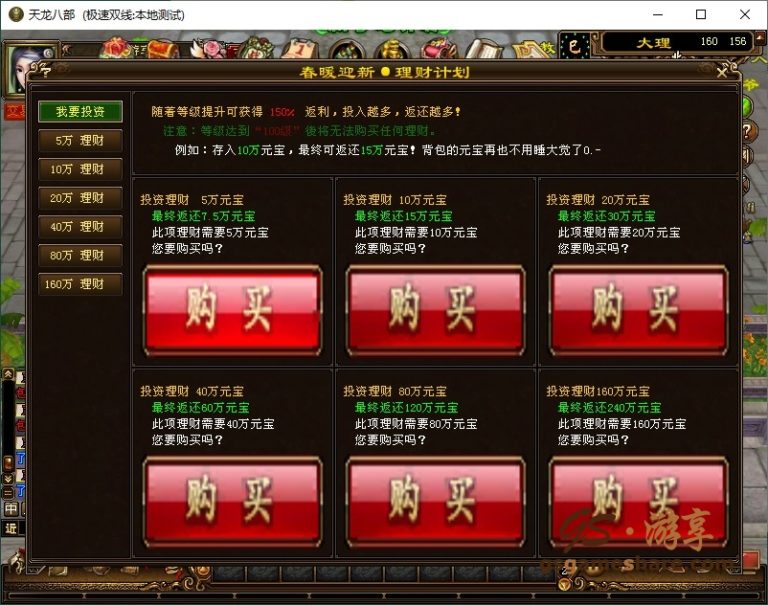 天龙八部 (极速双线:本地测试)
大理 160 156
春暖迎新●理财计划
我要投资
5万 理财
10万 理财
20万 理财
40万 理财
80万 理财
160万 理财
随着等级提升可获得 150% 返利，投入越多，返还越多！
注意：等级达到“100级”後将无法购买任何理财。
例如：存入10万元宝，最终可返还15万元宝！背包的元宝再也不用睡大觉了0.-
投资理财 5万元宝
最终返还7.5万元宝
此项理财需要5万元宝
您要购买吗？
购买
投资理财 10万元宝
最终返还15万元宝
此项理财需要10万元宝
您要购买吗？
购买
投资理财 20万元宝
最终返还30万元宝
此项理财需要20万元宝
您要购买吗？
购买
投资理财 40万元宝
最终返还60万元宝
此项理财需要40万元宝
您要购买吗？
购买
投资理财 80万元宝
最终返还120万元宝
此项理财需要80万元宝
您要购买吗？
购买
投资理财160万元宝
最终返还240万元宝
此项理财需要160万元宝
您要购买吗？
购买
GS·游享
gsgameshare.com
近